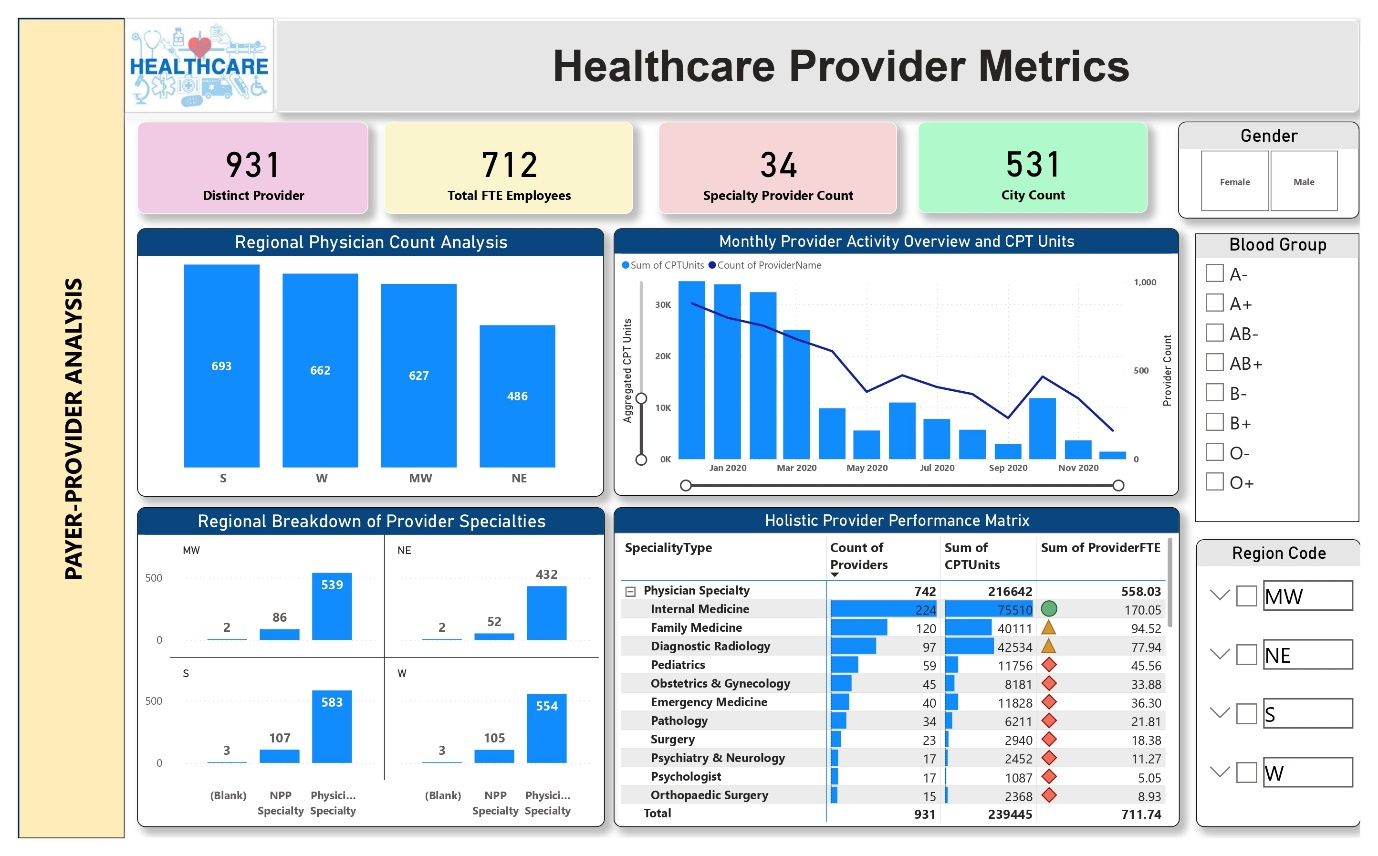 PAYER-PROVIDER ANALYSIS
HEALTHCARE
Healthcare Provider Metrics
931
Distinct Provider
712
Total FTE Employees
34
Specialty Provider Count
531
City Count
Gender
Female
Male
Regional Physician Count Analysis
693
662
627
486
S
W
MW
NE
Monthly Provider Activity Overview and CPT Units
Sum of CPTUnits
Count of ProviderName
Aggregated CPT Units
30K
20K
10K
0K
1,000
500
0
Provider Count
Jan 2020
Mar 2020
May 2020
Jul 2020
Sep 2020
Nov 2020
Blood Group
A-
A+
AB-
AB+
B-
B+
O-
O+
Regional Breakdown of Provider Specialties
MW
500
0
2
86
539
NE
2
52
432
S
500
0
3
107
583
W
3
105
554
(Blank)
NPP
Specialty
Physici...
Specialty
(Blank)
NPP
Specialty
Physici...
Specialty
Holistic Provider Performance Matrix
SpecialityType Count of Providers Sum of CPTUnits Sum of ProviderFTE
Physician Specialty 742 216642 558.03
Internal Medicine 224 75510 170.05
Family Medicine 120 40111 94.52
Diagnostic Radiology 97 42534 77.94
Pediatrics 59 11756 45.56
Obstetrics & Gynecology 45 8181 33.88
Emergency Medicine 40 11828 36.30
Pathology 34 6211 21.81
Surgery 23 2940 18.38
Psychiatry & Neurology 17 2452 11.27
Psychologist 17 1087 5.05
Orthopaedic Surgery 15 2368 8.93
Total 931 239445 711.74
Region Code
MW
NE
S
W